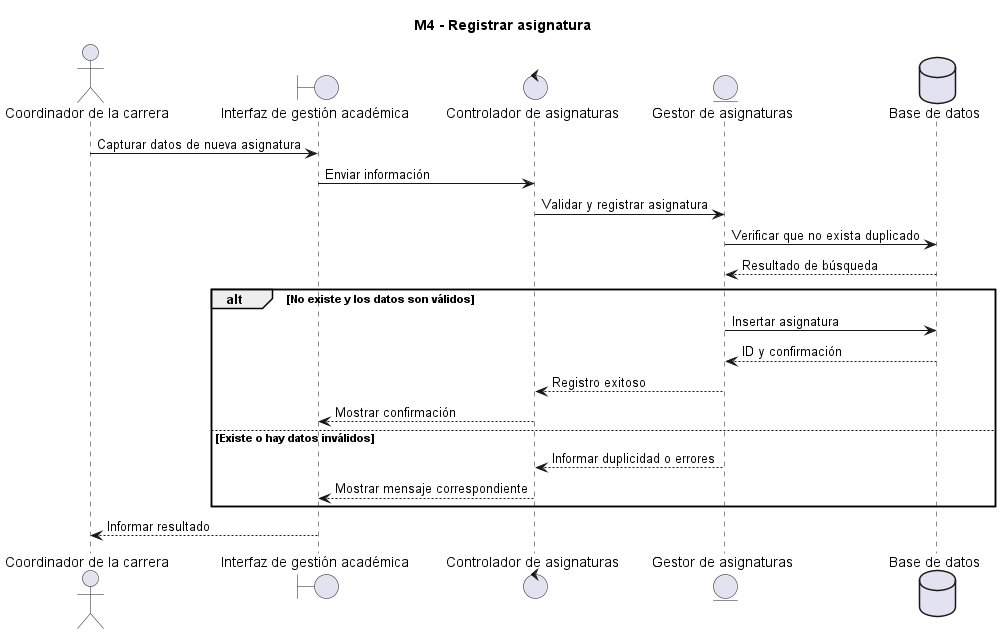 M4 - Registrar asignatura
Coordinador de la carrera
Interfaz de gestión académica
Controlador de asignaturas
Gestor de asignaturas
Base de datos
Capturar datos de nueva asignatura
Enviar información
Validar y registrar asignatura
Verificar que no exista duplicado
Resultado de búsqueda
alt [No existe y los datos son válidos]
Insertar asignatura
ID y confirmación
Registro exitoso
Mostrar confirmación
[Existe o hay datos inválidos]
Informar duplicidad o errores
Mostrar mensaje correspondiente
Informar resultado
Coordinador de la carrera
Interfaz de gestión académica
Controlador de asignaturas
Gestor de asignaturas
Base de datos